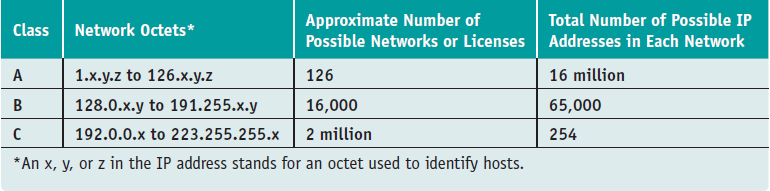 Class Network Octets* Approximate Number of Possible Networks or Licenses Total Number of Possible IP Addresses in Each Network
A 1.x.y.z to 126.x.y.z 126 16 million
B 128.0.x.y to 191.255.x.y 16,000 65,000
C 192.0.0.x to 223.255.255.x 2 million 254
*An x, y, or z in the IP address stands for an octet used to identify hosts.